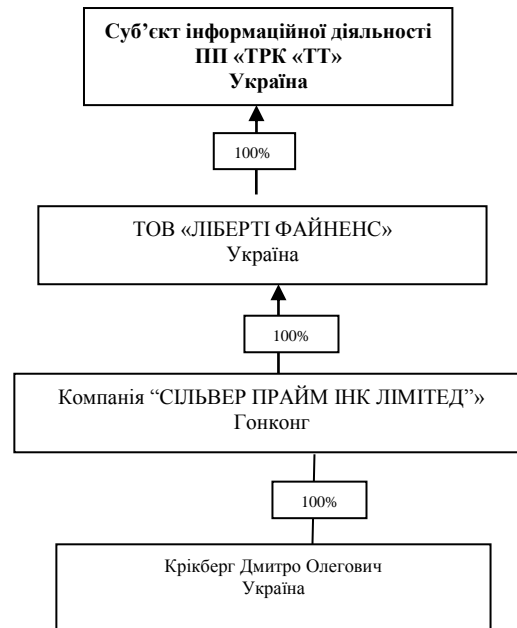 Суб’єкт інформаційної діяльності
ПП «ТРК «ТТ»
Україна
100%
ТОВ «ЛІБЕРТІ ФАЙНЕНС»
Україна
100%
Компанія “СІЛЬВЕР ПРАЙМ ІНК ЛІМІТЕД”»
Гонконг
100%
Крікберг Дмитро Олегович
Україна